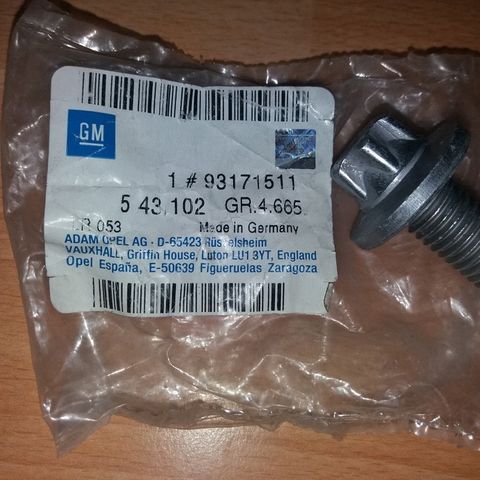 GM
1 # 93171511
5 43,102 GR.4.665
053 Made in Germany
ADAM OPEL AG · D-65423 Rüsselsheim
VAUXHALL, Griffin House, Luton LU1 3YT, England
Opel España, E-50639 Figueruelas Zaragoza